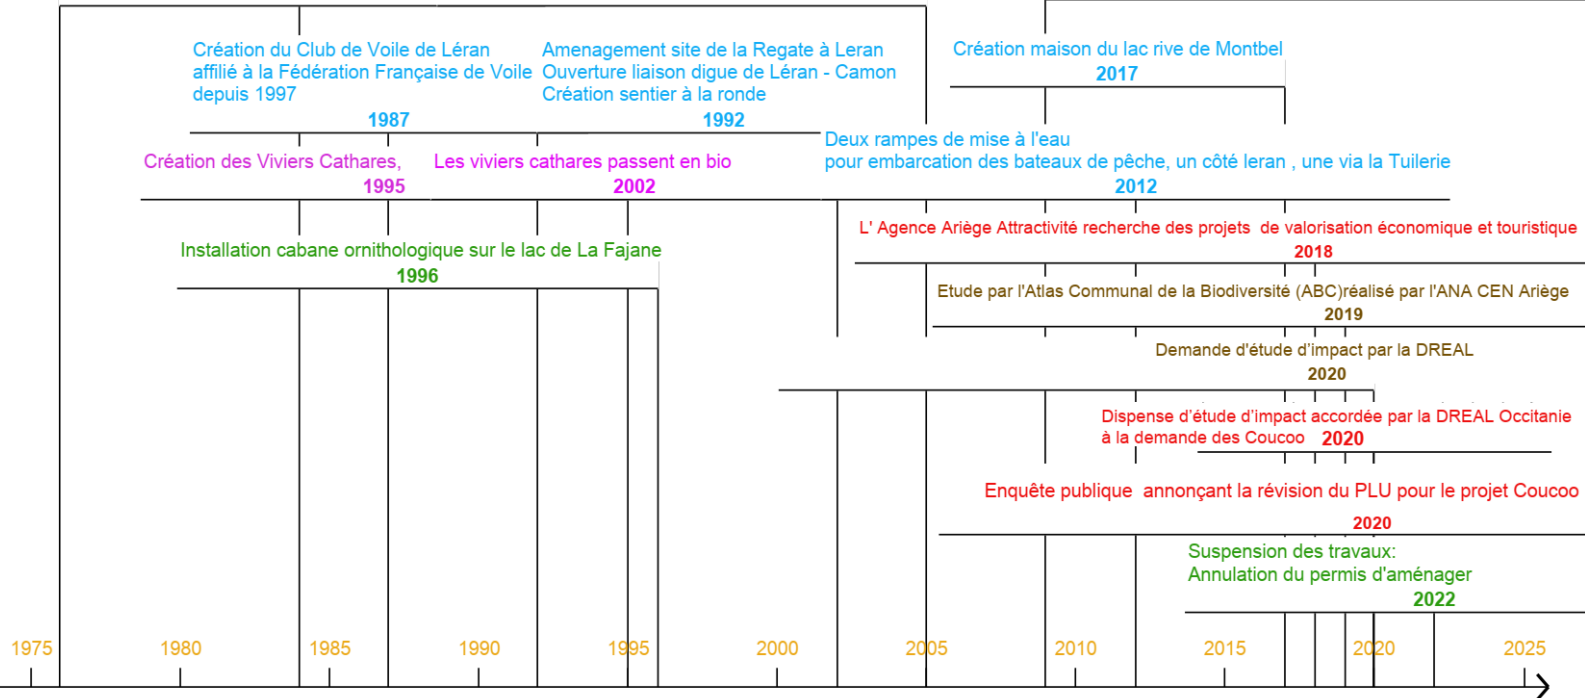 Création du Club de Voile de Léran
affilié à la Fédération Française de Voile
depuis 1997
1987
Amenagement site de la Regate à Leran
Ouverture liaison digue de Léran - Camon
Création sentier à la ronde
1992
Création maison du lac rive de Montbel
2017
Deux rampes de mise à l'eau
pour embarcation des bateaux de pêche, un côté leran , une via la Tuilerie
2012
Création des Viviers Cathares,
1995
Les viviers cathares passent en bio
2002
L' Agence Ariège Attractivité recherche des projets de valorisation économique et touristique
2018
Installation cabane ornithologique sur le lac de La Fajane
1996
Etude par l'Atlas Communal de la Biodiversité (ABC)réalisé par l'ANA CEN Ariège
2019
Demande d'étude d'impact par la DREAL
2020
Dispense d'étude d'impact accordée par la DREAL Occitanie
à la demande des Coucoo 2020
Enquête publique annonçant la révision du PLU pour le projet Coucoo
2020
Suspension des travaux:
Annulation du permis d'aménager
2022
1975 1980 1985 1990 1995 2000 2005 2010 2015 2020 2025